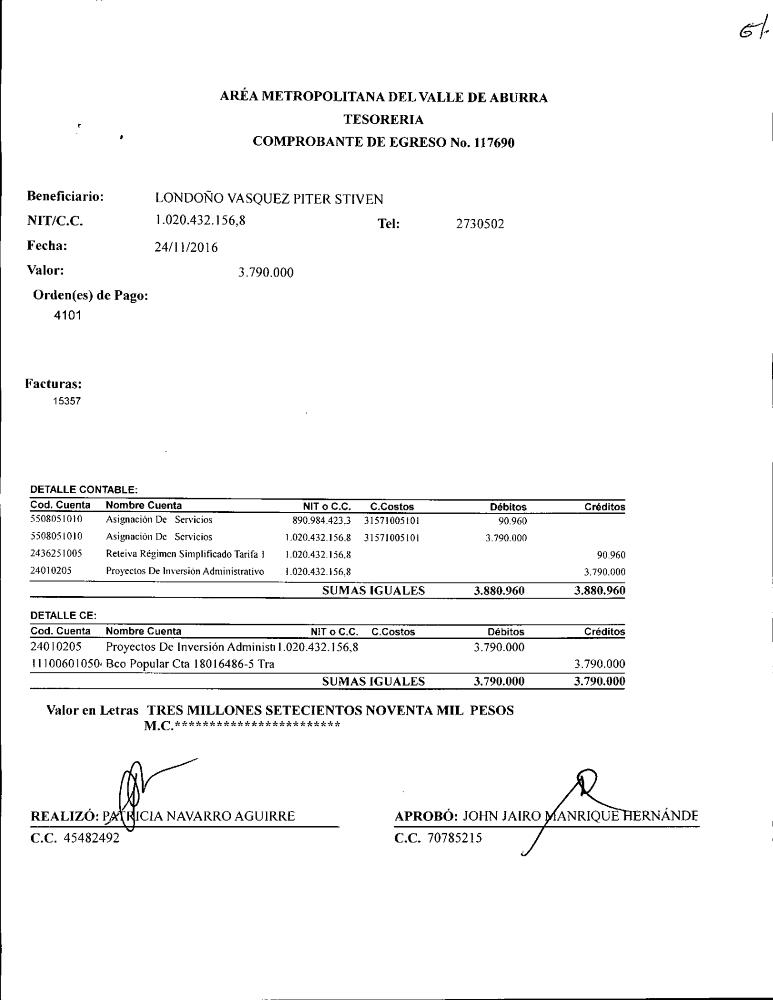 6/-
ARÉA METROPOLITANA DEL VALLE DE ABURRA
TESORERIA
COMPROBANTE DE EGRESO No. 117690
Beneficiario: LONDOÑO VASQUEZ PITER STIVEN
NIT/C.C. 1.020.432.156,8 Tel: 2730502
Fecha: 24/11/2016
Valor: 3.790.000
Orden(es) de Pago:
4101
Facturas:
15357
DETALLE CONTABLE:
Cod. Cuenta Nombre Cuenta NIT o C.C. C.Costos Débitos Créditos
5508051010 Asignación De Servicios 890.984.423.3 31571005101 90.960
5508051010 Asignación De Servicios 1.020.432.156.8 31571005101 3.790.000
2436251005 Reteiva Régimen Simplificado Tarifa 1 1.020.432.156,8 90.960
24010205 Proyectos De Inversión Administrativo 1.020.432.156,8 3.790.000
SUMAS IGUALES 3.880.960 3.880.960
DETALLE CE:
Cod. Cuenta Nombre Cuenta NIT o C.C. C.Costos Débitos Créditos
24010205 Proyectos De Inversión Administi 1.020.432.156,8 3.790.000
11100601050 Bco Popular Cta 18016486-5 Tra 3.790.000
SUMAS IGUALES 3.790.000 3.790.000
Valor en Letras TRES MILLONES SETECIENTOS NOVENTA MIL PESOS
M.C.************************
REALIZÓ: PATRICIA NAVARRO AGUIRRE APROBÓ: JOHN JAIRO MANRIQUE HERNÁNDE
C.C. 45482492 C.C. 70785215